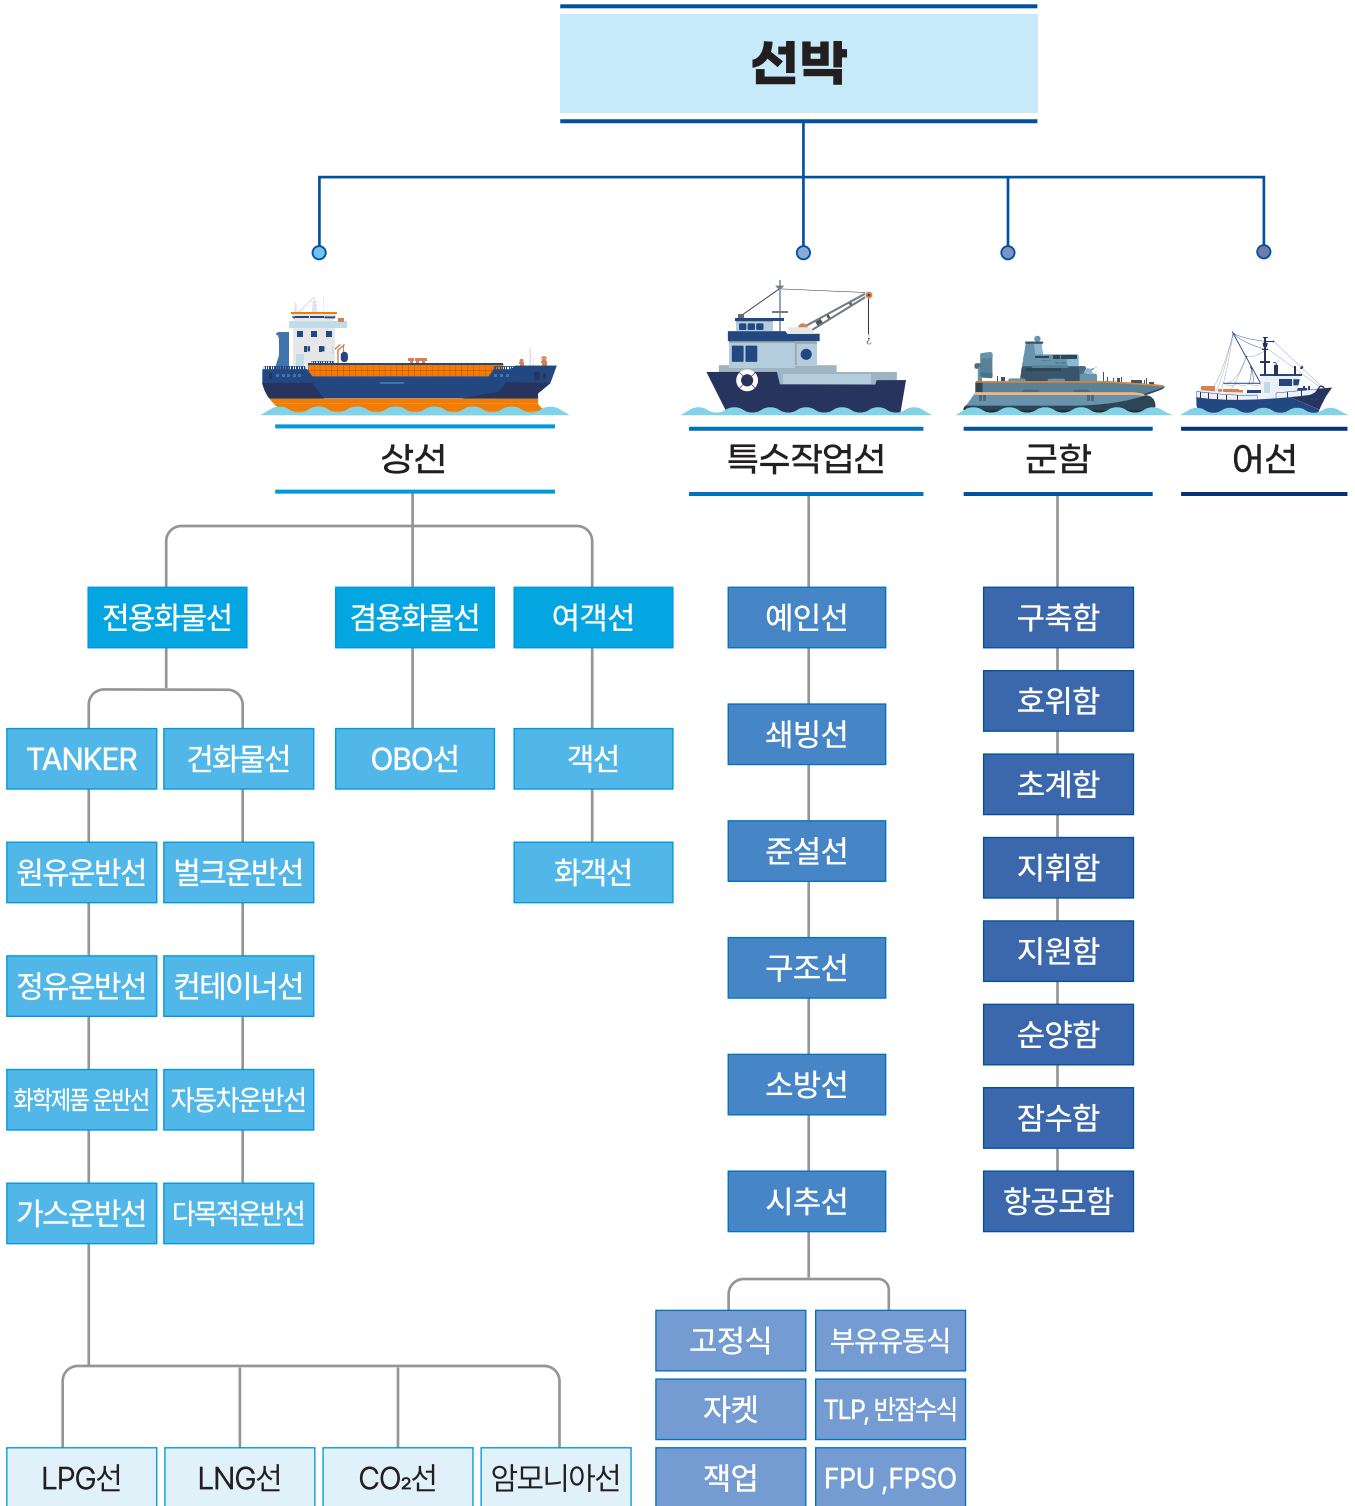 선박
상선
특수작업선
군함
어선
전용화물선
겸용화물선
여객선
예인선
구축함
호위함
TANKER
건화물선
OBO선
객선
쇄빙선
초계함
원유운반선
벌크운반선
화객선
준설선
지휘함
정유운반선
컨테이너선
구조선
지원함
순양함
화학제품 운반선
자동차운반선
소방선
잠수함
가스운반선
다목적운반선
시추선
항공모함
고정식
부유유동식
자켓
TLP, 반잠수식
LPG선
LNG선
CO₂선
암모니아선
잭업
FPU ,FPSO